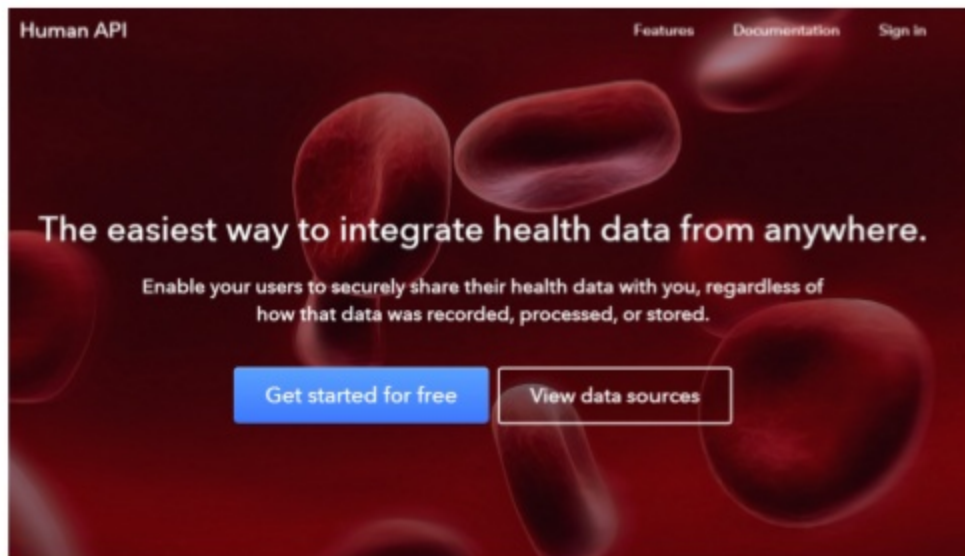 Human API
Features Documentation Sign in
The easiest way to integrate health data from anywhere.
Enable your users to securely share their health data with you, regardless of
how that data was recorded, processed, or stored.
Get started for free
View data sources